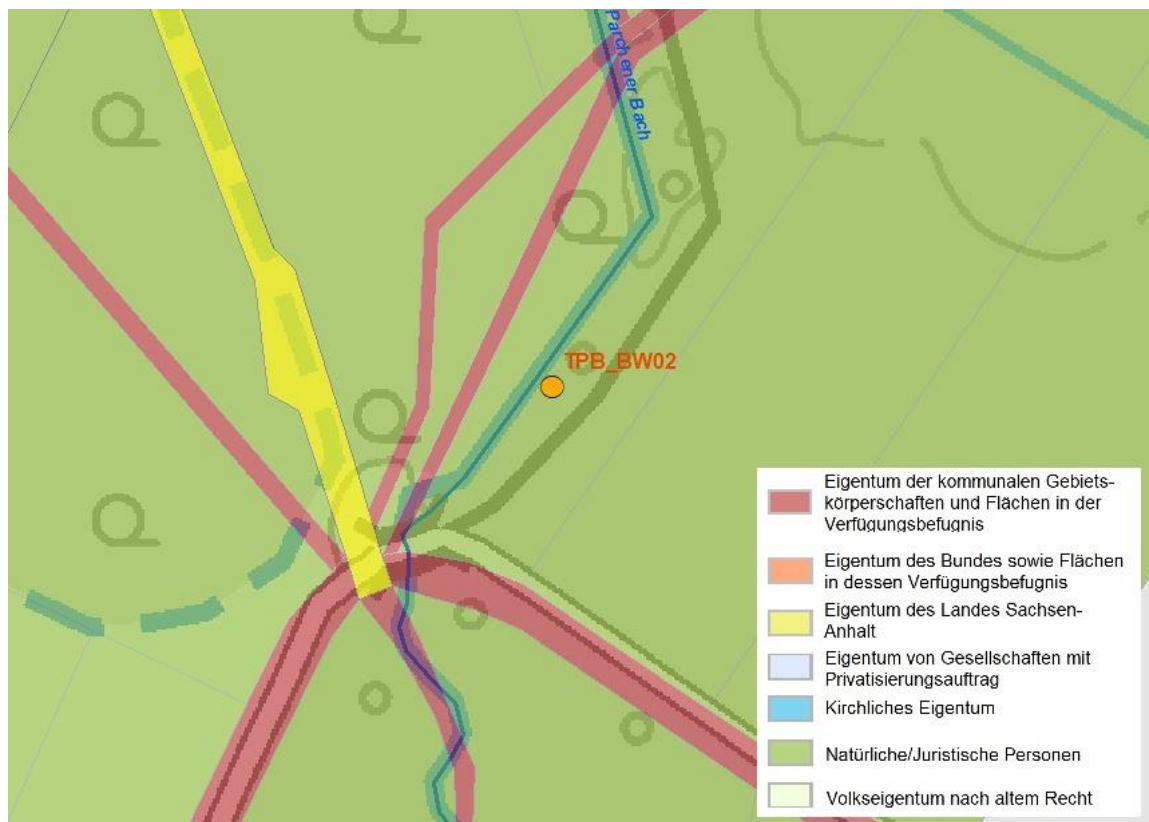 Parchener Bach
TPB_BW02
Eigentum der kommunalen Gebiets-
körperschaften und Flächen in der
Verfügungsbefugnis
Eigentum des Bundes sowie Flächen
in dessen Verfügungsbefugnis
Eigentum des Landes Sachsen-
Anhalt
Eigentum von Gesellschaften mit
Privatisierungsauftrag
Kirchliches Eigentum
Natürliche/Juristische Personen
Volkseigentum nach altem Recht